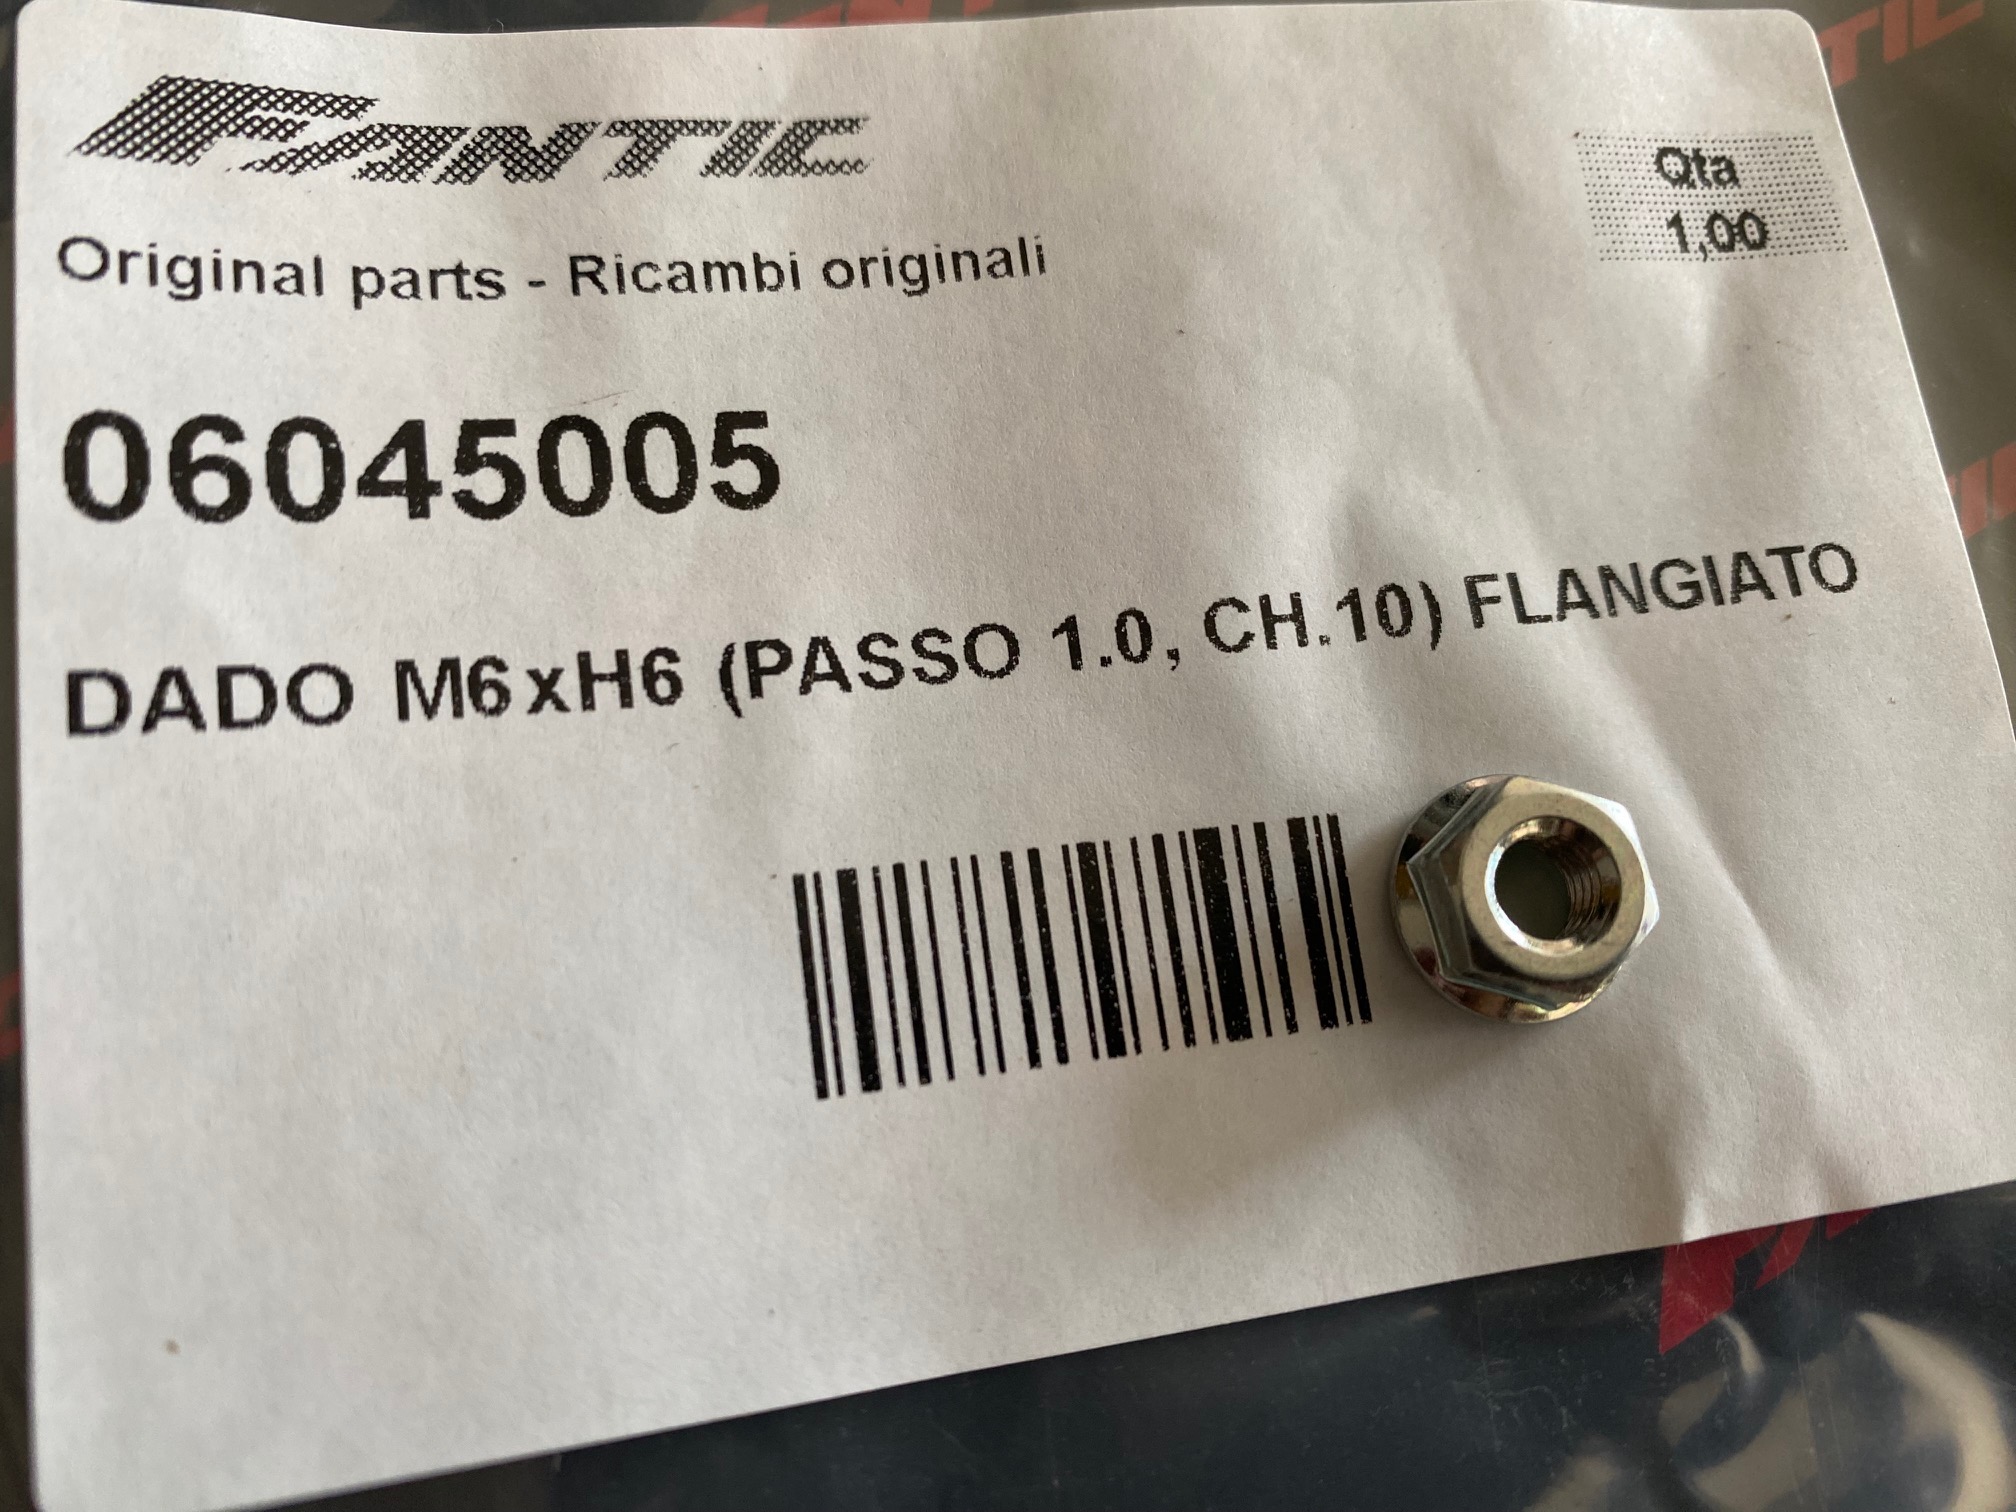 FANTIC
Qta
1,00
Original parts - Ricambi originali
06045005
DADO M6xH6 (PASSO 1.0, CH.10) FLANGIATO